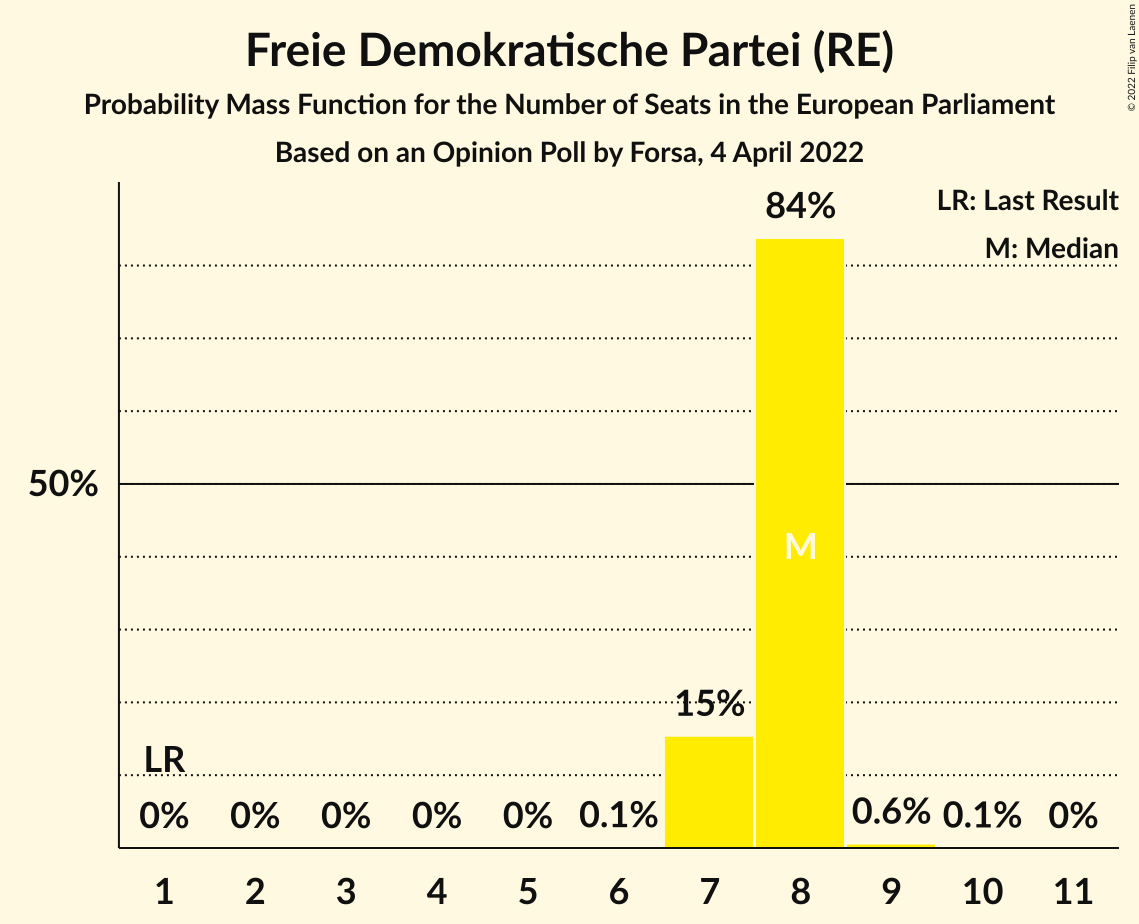 Freie Demokratische Partei (RE)
Probability Mass Function for the Number of Seats in the European Parliament
Based on an Opinion Poll by Forsa, 4 April 2022
© 2022 Filip van Laenen
LR: Last Result
M: Median
84%
50%
M
15%
LR
0% 0% 0% 0% 0% 0.1% 0.6% 0.1% 0%
1 2 3 4 5 6 7 8 9 10 11